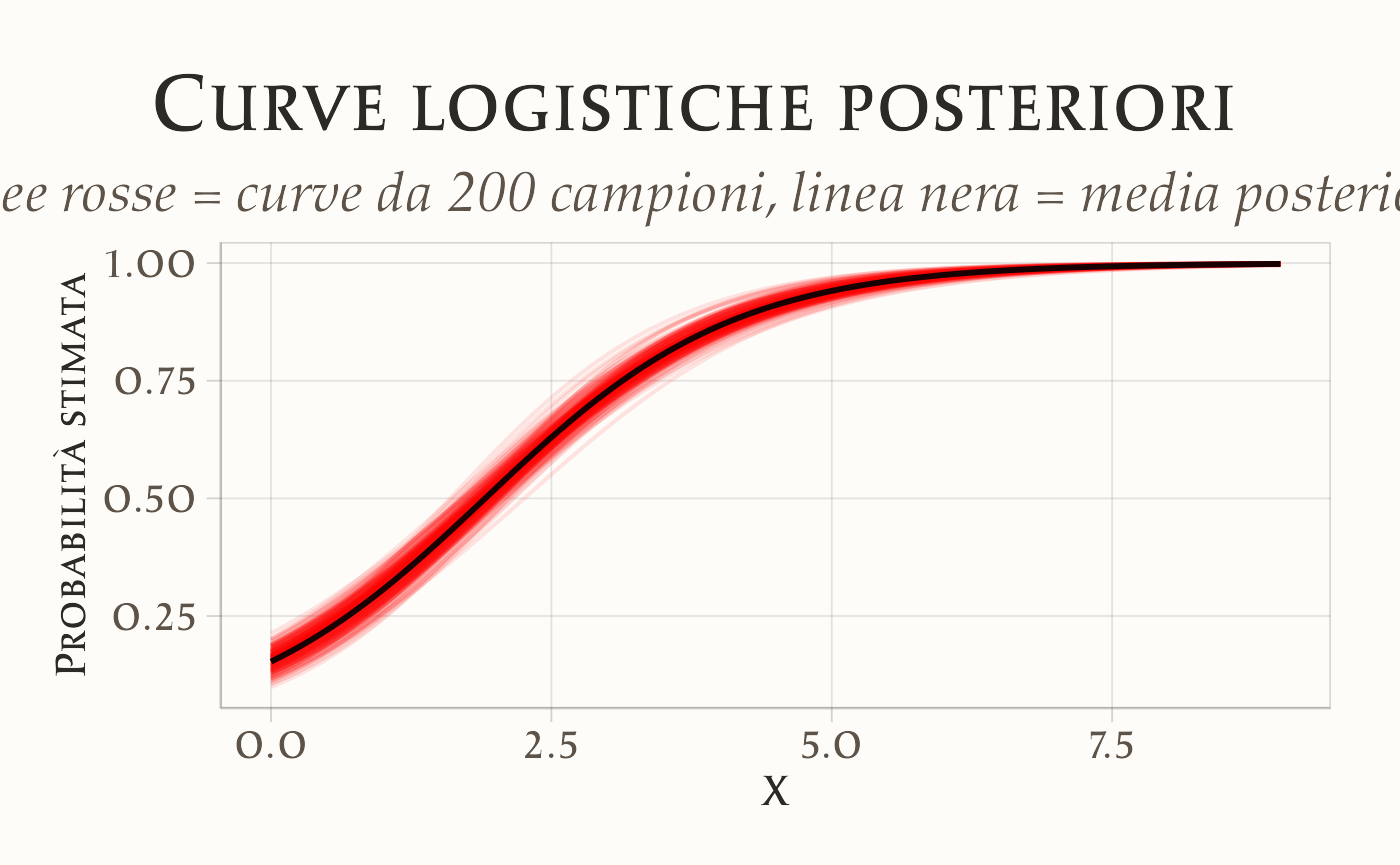 Curve logistiche posteriori
ee rosse = curve da 200 campioni, linea nera = media posteri
Probabilità stimata
1.00
0.75
0.50
0.25
0.0 2.5 5.0 7.5
x